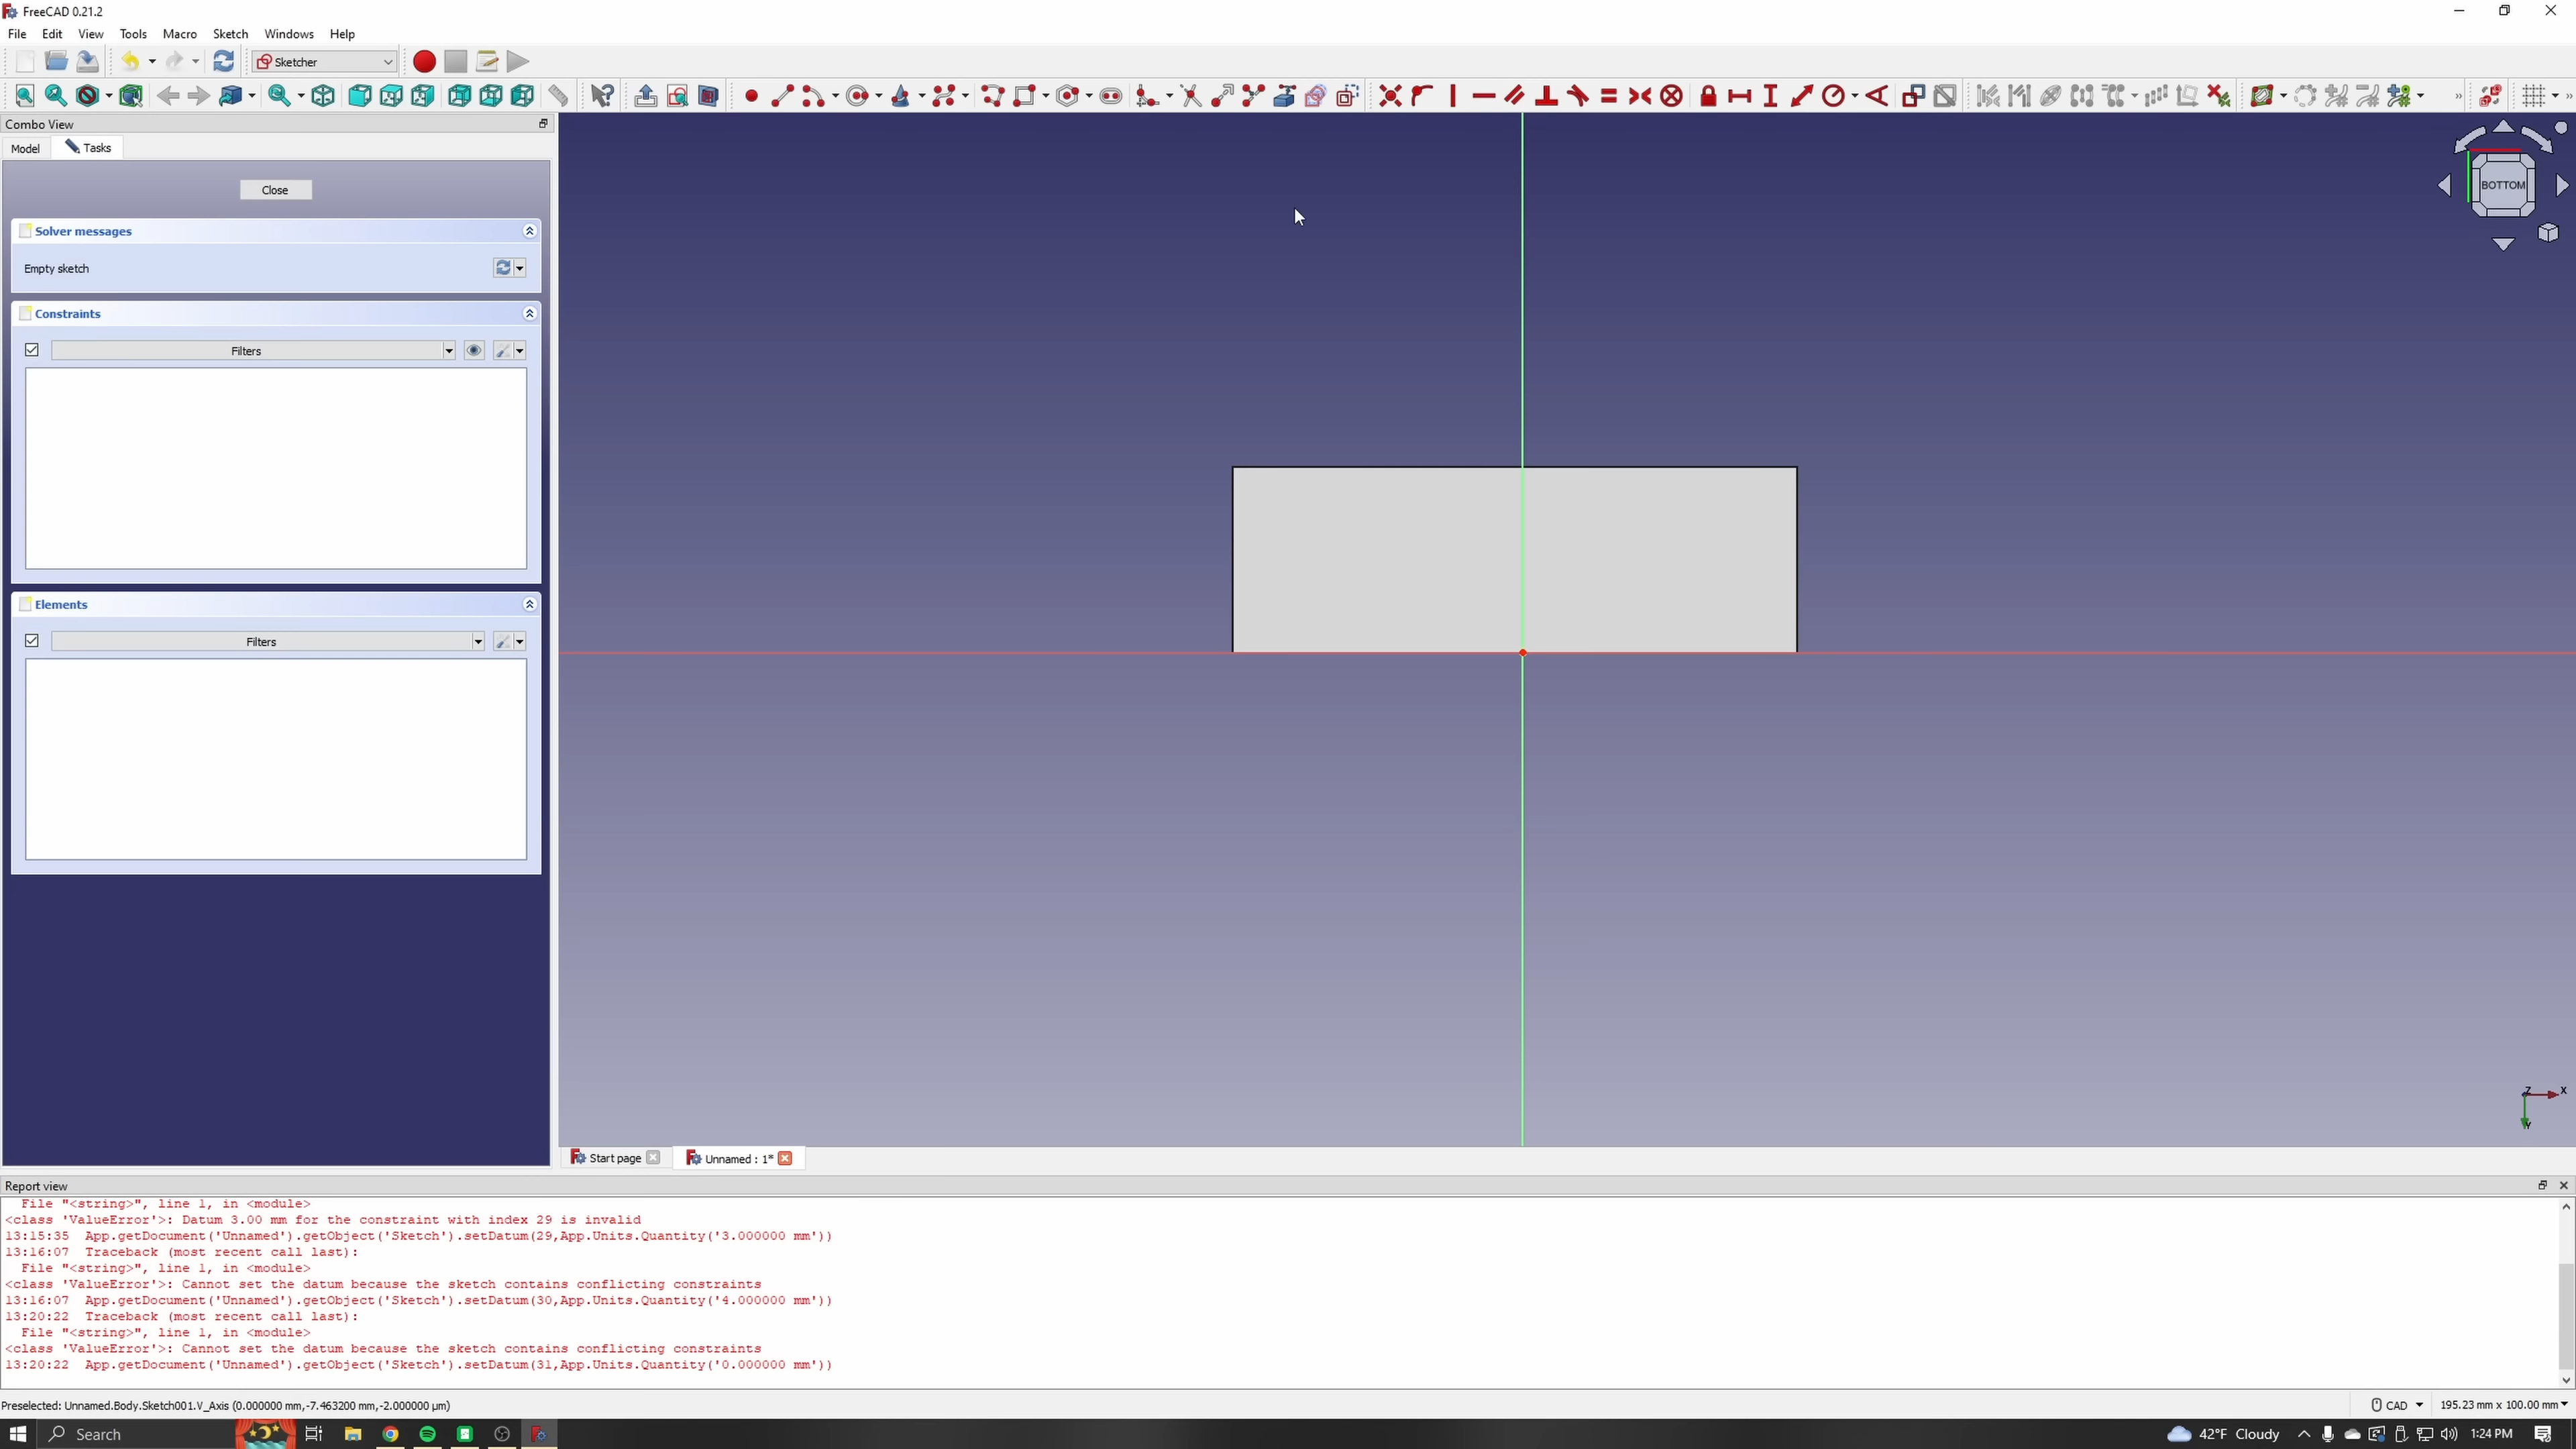 FreeCAD 0.21.2
File Edit View Tools Macro Sketch Windows Help
Sketcher
Combo View
Model Tasks
Close
Solver messages
Empty sketch
Constraints
Filters
Elements
Filters
BOTTOM
Z X
Y
Start page Unnamed : 1*
Report view
File "<string>", line 1, in <module>
<class 'ValueError'>: Datum 3.00 mm for the constraint with index 29 is invalid
13:15:35 App.getDocument('Unnamed').getObject('Sketch').setDatum(29,App.Units.Quantity('3.000000 mm'))
13:16:07 Traceback (most recent call last):
File "<string>", line 1, in <module>
<class 'ValueError'>: Cannot set the datum because the sketch contains conflicting constraints
13:16:07 App.getDocument('Unnamed').getObject('Sketch').setDatum(30,App.Units.Quantity('4.000000 mm'))
13:20:22 Traceback (most recent call last):
File "<string>", line 1, in <module>
<class 'ValueError'>: Cannot set the datum because the sketch contains conflicting constraints
13:20:22 App.getDocument('Unnamed').getObject('Sketch').setDatum(31,App.Units.Quantity('0.000000 mm'))
Preselected: Unnamed.Body.Sketch001.V_Axis (0.000000 mm,-7.463200 mm,-2.000000 μm) CAD 195.23 mm x 100.00 mm
Search 42°F Cloudy 1:24 PM